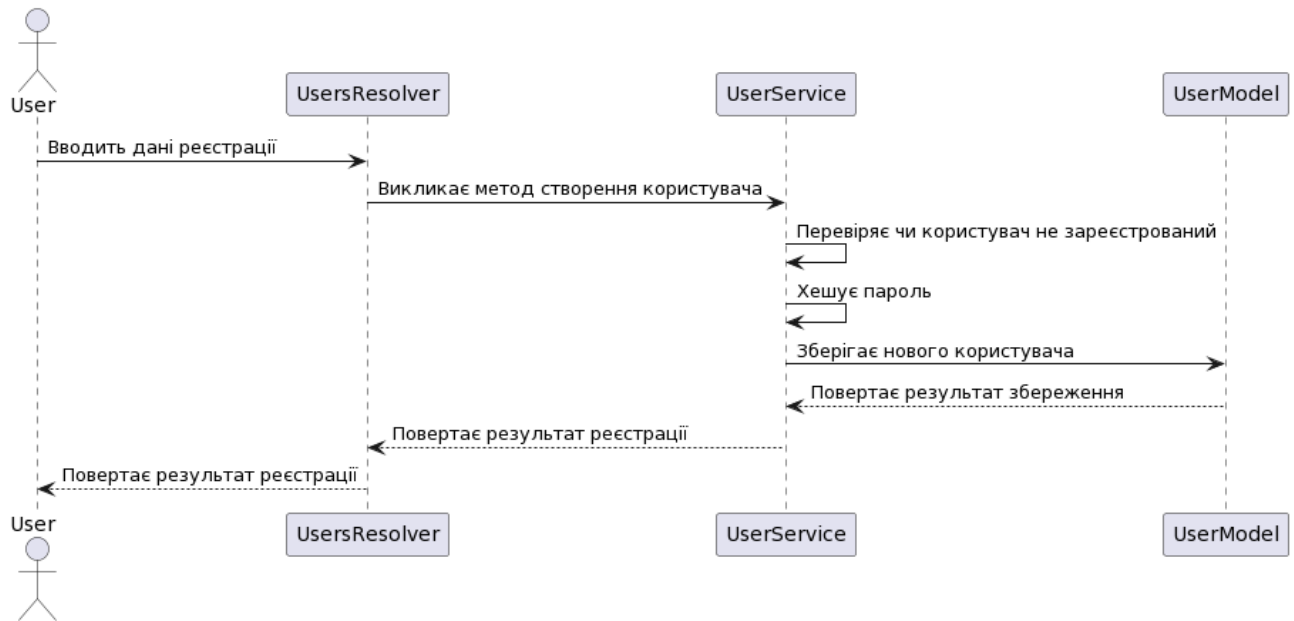 User
UsersResolver
UserService
UserModel
Вводить дані реєстрації
Викликає метод створення користувача
Перевіряє чи користувач не зареєстрований
Хешує пароль
Зберігає нового користувача
Повертає результат збереження
Повертає результат реєстрації
Повертає результат реєстрації
User
UsersResolver
UserService
UserModel